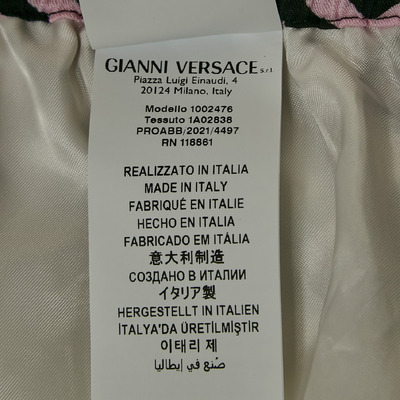 GIANNI VERSACE S.r.l.
Piazza Luigi Einaudi, 4
20124 Milano, Italy
Modello 1002476
Tessuto 1A02838
PROABB/2021/4497
RN 118861
REALIZZATO IN ITALIA
MADE IN ITALY
FABRIQUÉ EN ITALIE
HECHO EN ITALIA
FABRICADO EM ITÁLIA
意大利制造
СОЗДАНО В ИТАЛИИ
イタリア製
HERGESTELLT IN ITALIEN
İTALYA'DA ÜRETİLMİŞTİR
이태리 제
صُنع في إيطاليا